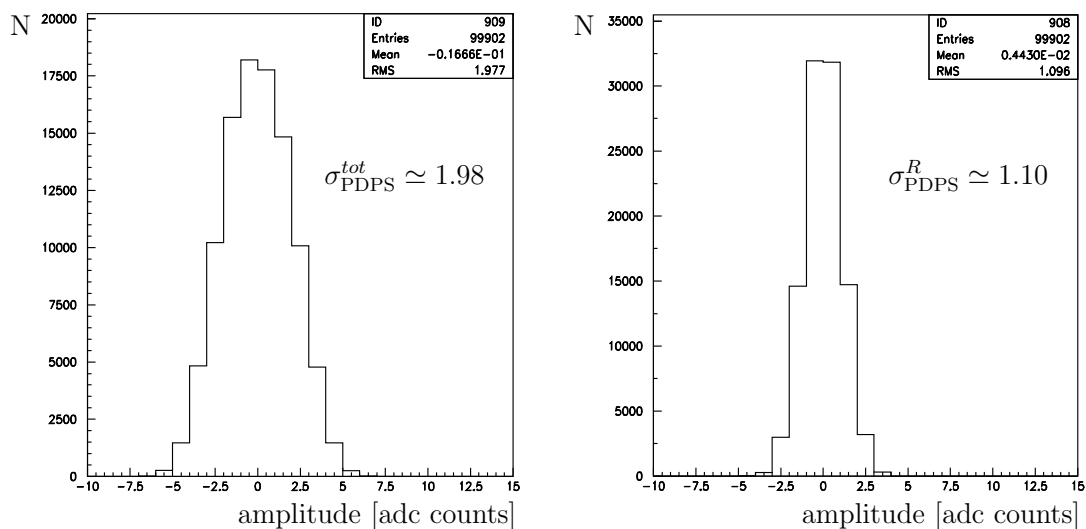 N
20000
17500
15000
12500
10000
7500
5000
2500
0
ID 909
Entries 99902
Mean -0.1666E-01
RMS 1.977
σ^{tot}_{PDPS} ≃ 1.98
-10 -7.5 -5 -2.5 0 2.5 5 7.5 10 12.5 15
amplitude [adc counts]
N
35000
30000
25000
20000
15000
10000
5000
0
ID 908
Entries 99902
Mean 0.4430E-02
RMS 1.096
σ^{R}_{PDPS} ≃ 1.10
-10 -7.5 -5 -2.5 0 2.5 5 7.5 10 12.5 15
amplitude [adc counts]